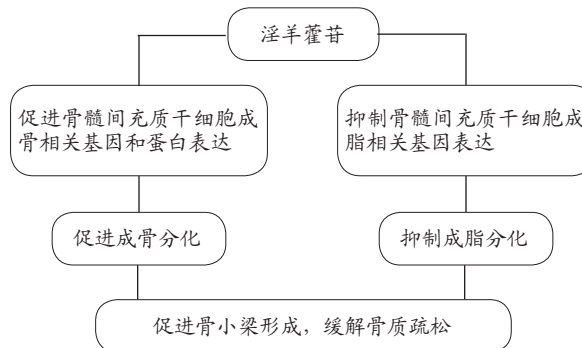 淫羊藿苷
促进骨髓间充质干细胞成
骨相关基因和蛋白表达
抑制骨髓间充质干细胞成
脂相关基因表达
促进成骨分化
抑制成脂分化
促进骨小梁形成，缓解骨质疏松